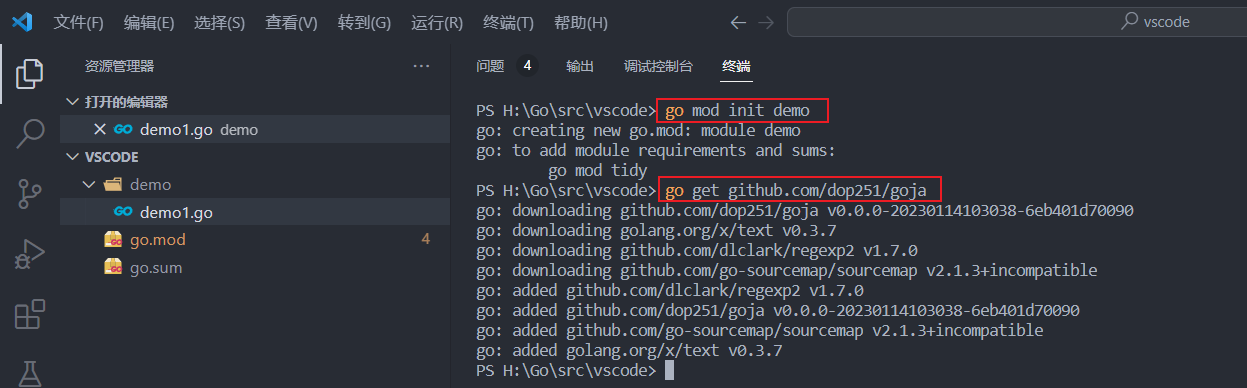 文件(F) 编辑(E) 选择(S) 查看(V) 转到(G) 运行(R) 终端(T) 帮助(H) vscode
资源管理器 ···
打开的编辑器
demo1.go demo
VSCODE
demo
demo1.go
go.mod 4
go.sum
问题 4 输出 调试控制台 终端
PS H:\Go\src\vscode> go mod init demo
go: creating new go.mod: module demo
go: to add module requirements and sums:
go mod tidy
PS H:\Go\src\vscode> go get github.com/dop251/goja
go: downloading github.com/dop251/goja v0.0.0-20230114103038-6eb401d70090
go: downloading golang.org/x/text v0.3.7
go: downloading github.com/dlclark/regexp2 v1.7.0
go: downloading github.com/go-sourcemap/sourcemap v2.1.3+incompatible
go: added github.com/dlclark/regexp2 v1.7.0
go: added github.com/dop251/goja v0.0.0-20230114103038-6eb401d70090
go: added github.com/go-sourcemap/sourcemap v2.1.3+incompatible
go: added golang.org/x/text v0.3.7
PS H:\Go\src\vscode>